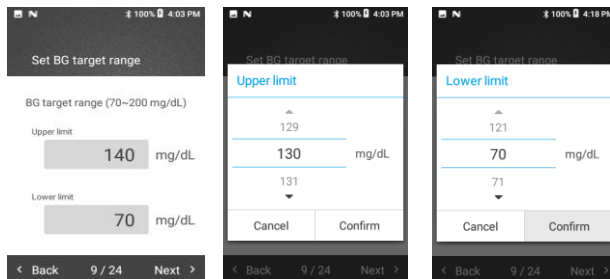 100% 4:03 PM
Set BG target range
BG target range (70~200 mg/dL)
Upper limit
140 mg/dL
Lower limit
70 mg/dL
< Back 9 / 24 Next >
100% 4:03 PM
Set BG target range
Upper limit
129
130 mg/dL
131
Cancel Confirm
< Back 9 / 24 Next >
100% 4:18 PM
Set BG target range
Lower limit
121
70 mg/dL
71
Cancel Confirm
< Back 9 / 24 Next >